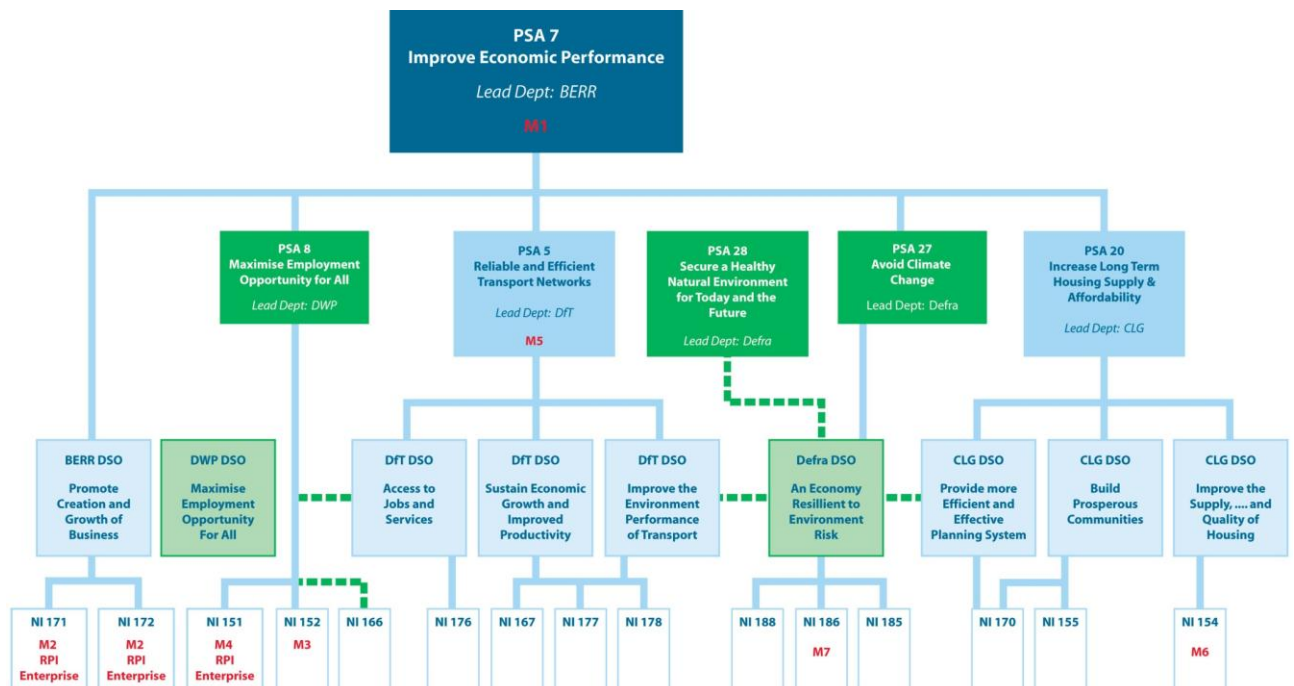 PSA 7
Improve Economic Performance
Lead Dept: BERR
M1
PSA 8
Maximise Employment
Opportunity for All
Lead Dept: DWP
PSA 5
Reliable and Efficient
Transport Networks
Lead Dept: DfT
M5
PSA 28
Secure a Healthy
Natural Environment
for Today and the
Future
Lead Dept: Defra
PSA 27
Avoid Climate
Change
Lead Dept: Defra
PSA 20
Increase Long Term
Housing Supply &
Affordability
Lead Dept: CLG
BERR DSO
Promote
Creation and
Growth of
Business
DWP DSO
Maximise
Employment
Opportunity
For All
DfT DSO
Access to
Jobs and
Services
DfT DSO
Sustain Economic
Growth and
Improved
Productivity
DfT DSO
Improve the
Environment
Performance
of Transport
Defra DSO
An Economy
Resillient to
Environment
Risk
CLG DSO
Provide more
Efficient and
Effective
Planning System
CLG DSO
Build
Prosperous
Communities
CLG DSO
Improve the
Supply, .... and
Quality of
Housing
NI 171
M2
RPI
Enterprise
NI 172
M2
RPI
Enterprise
NI 151
M4
RPI
Enterprise
NI 152
M3
NI 166
NI 176
NI 167
NI 177
NI 178
NI 188
NI 186
M7
NI 185
NI 170
NI 155
NI 154
M6